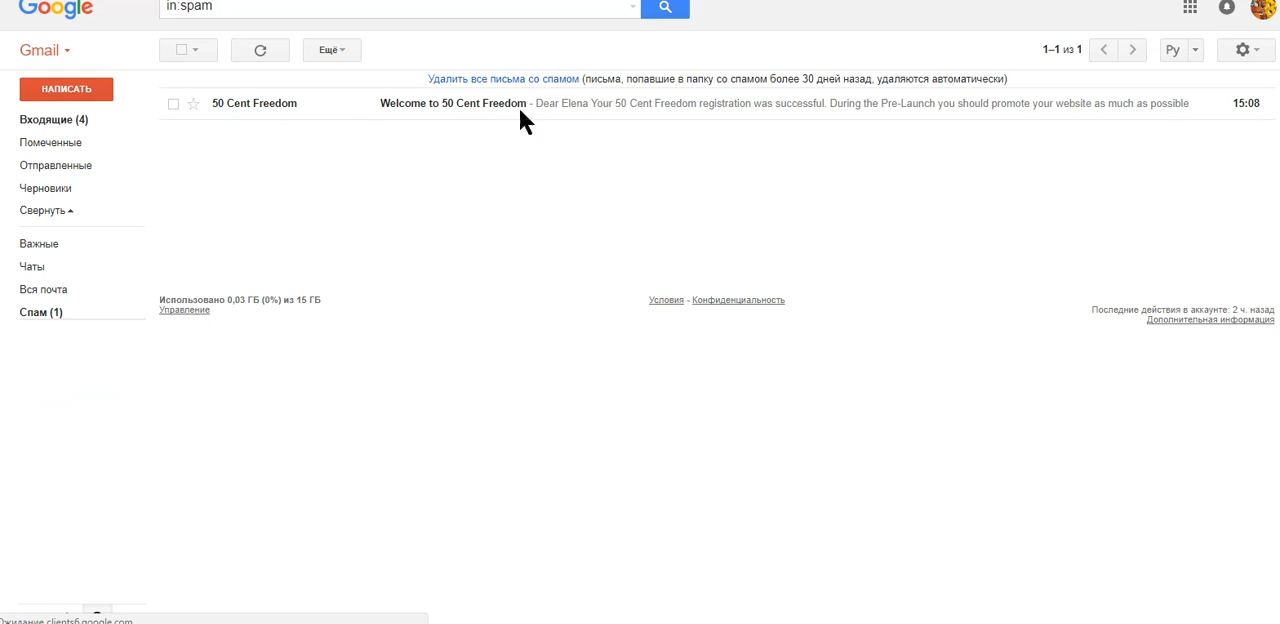 Google
in:spam
Gmail
Ещё
1–1 из 1
Ру
Удалить все письма со спамом (письма, попавшие в папку со спамом более 30 дней назад, удаляются автоматически)
НАПИСАТЬ
50 Cent Freedom
Welcome to 50 Cent Freedom - Dear Elena Your 50 Cent Freedom registration was successful. During the Pre-Launch you should promote your website as much as possible
15:08
Входящие (4)
Помеченные
Отправленные
Черновики
Свернуть
Важные
Чаты
Вся почта
Спам (1)
Использовано 0,03 ГБ (0%) из 15 ГБ
Управление
Условия - Конфиденциальность
Последние действия в аккаунте: 2 ч. назад
Дополнительная информация
Ожидание clients6.google.com